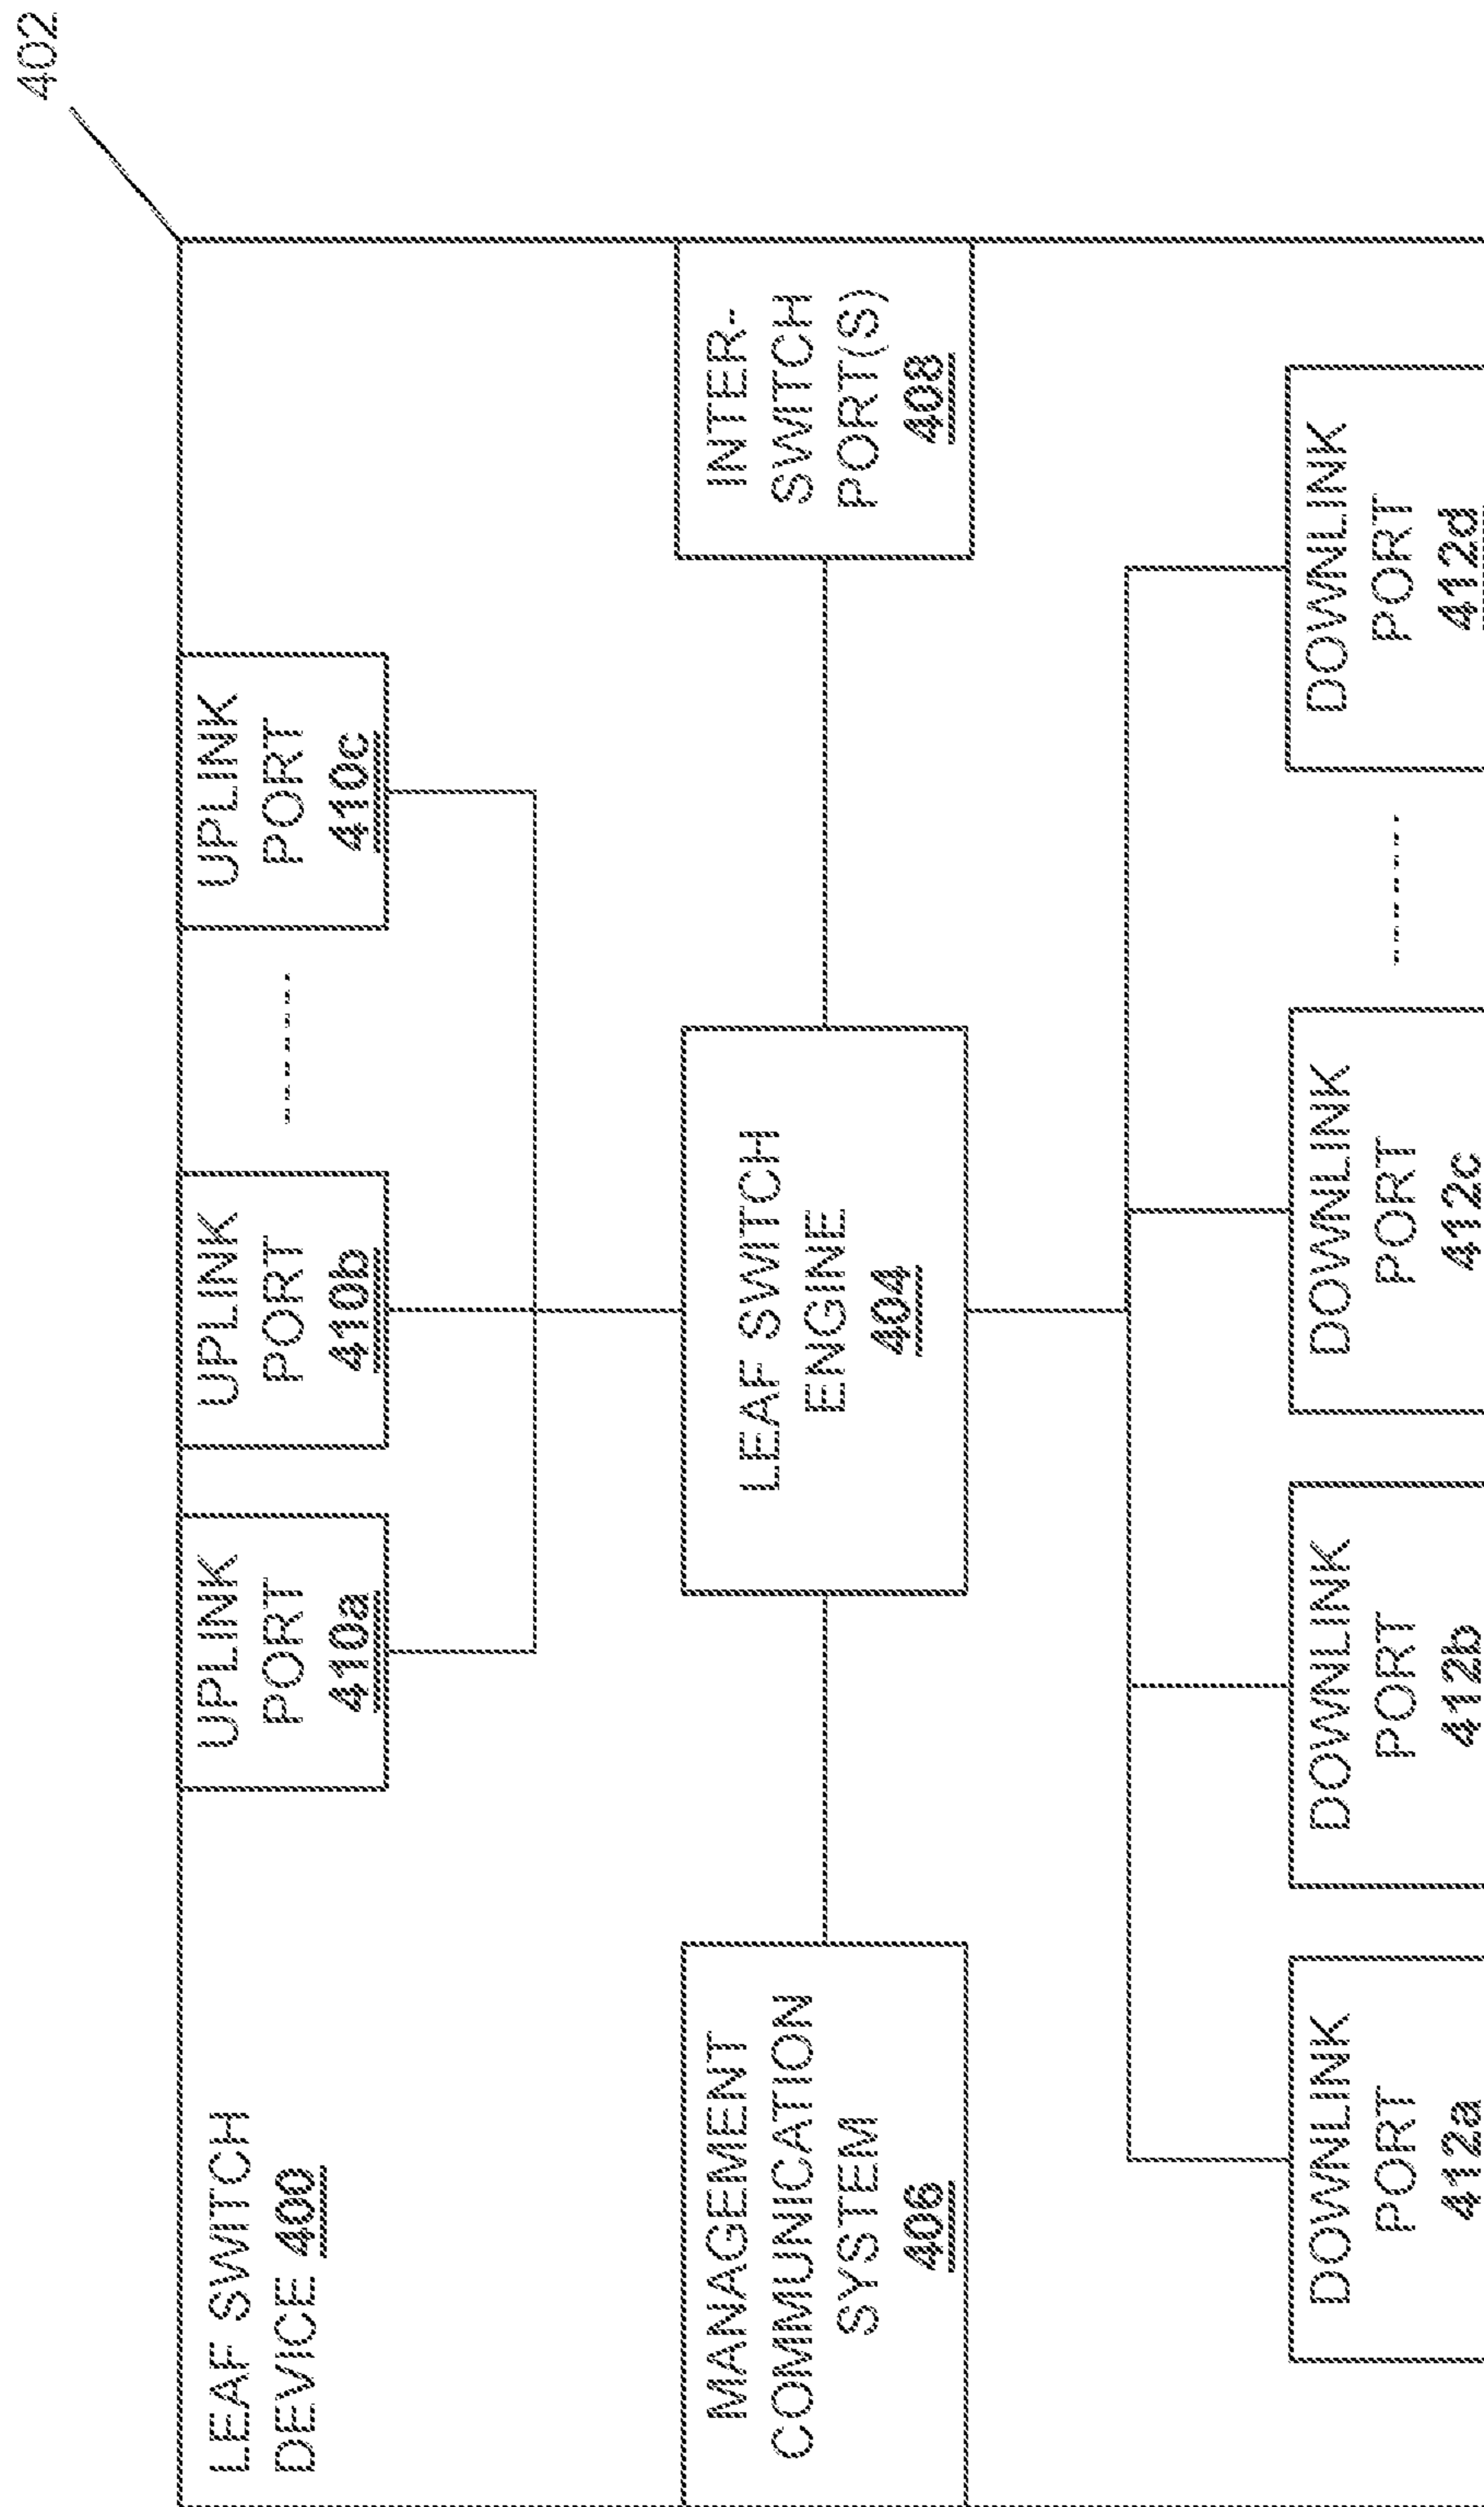 402
LEAF SWITCH
DEVICE 400
UPLINK
PORT
410a
UPLINK
PORT
410b
UPLINK
PORT
410c
MANAGEMENT
COMMUNICATION
SYSTEM
406
LEAF SWITCH
ENGINE
404
INTER-
SWITCH
PORT(S)
408
DOWNLINK
PORT
412a
DOWNLINK
PORT
412b
DOWNLINK
PORT
412c
DOWNLINK
PORT
412d